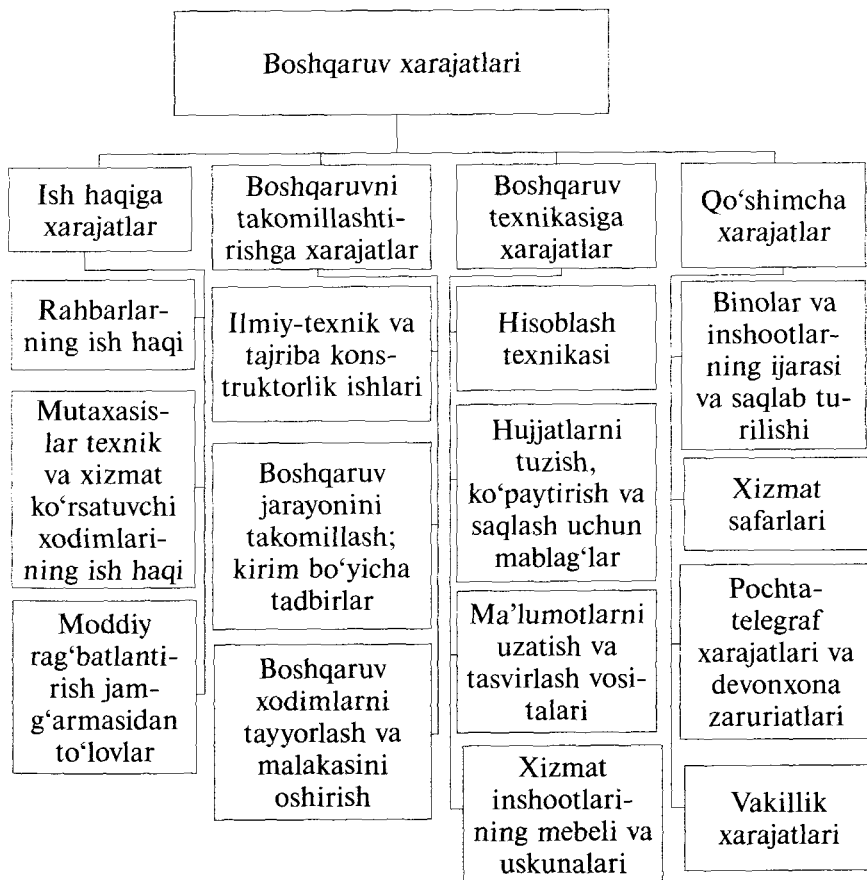 Boshqaruv xarajatlari
Ish haqiga
xarajatlar
Rahbarlar-
ning ish haqi
Mutaxasis-
lar texnik
va xizmat
ko‘rsatuvchi
xodimlari-
ning ish haqi
Moddiy
rag‘batlanti-
rish jam-
g‘armasidan
to‘lovlar
Boshqaruvni
takomillashti-
rishga xarajatlar
Ilmiy-texnik va
tajriba kons-
truktorlik ishlari
Boshqaruv
jarayonini
takomillash;
kirim bo‘yicha
tadbirlar
Boshqaruv
xodimlarni
tayyorlash va
malakasini
oshirish
Boshqaruv
texnikasiga
xarajatlar
Hisoblash
texnikasi
Hujjatlarni
tuzish,
ko‘paytirish va
saqlash uchun
mablag‘lar
Ma’lumotlarni
uzatish va
tasvirlash vosi-
talari
Xizmat
inshootlari-
ning mebeli va
uskunalari
Qo‘shimcha
xarajatlar
Binolar va
inshootlar-
ning ijarasi
va saqlab tu-
rilishi
Xizmat
safarlari
Pochta-
telegraf
xarajatlari va
devonxona
zaruriatlari
Vakillik
xarajatlari